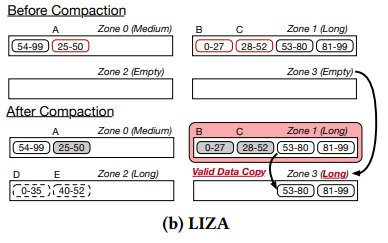 Before Compaction
A Zone 0 (Medium) B C Zone 1 (Long)
54-99 25-50 0-27 28-52 53-80 81-99
Zone 2 (Empty) Zone 3 (Empty)
After Compaction
A Zone 0 (Medium) B C Zone 1 (Long)
54-99 25-50 0-27 28-52 53-80 81-99
D E Zone 2 (Long) Valid Data Copy Zone 3 (Long)
0-35 40-52 53-80 81-99
(b) LIZA